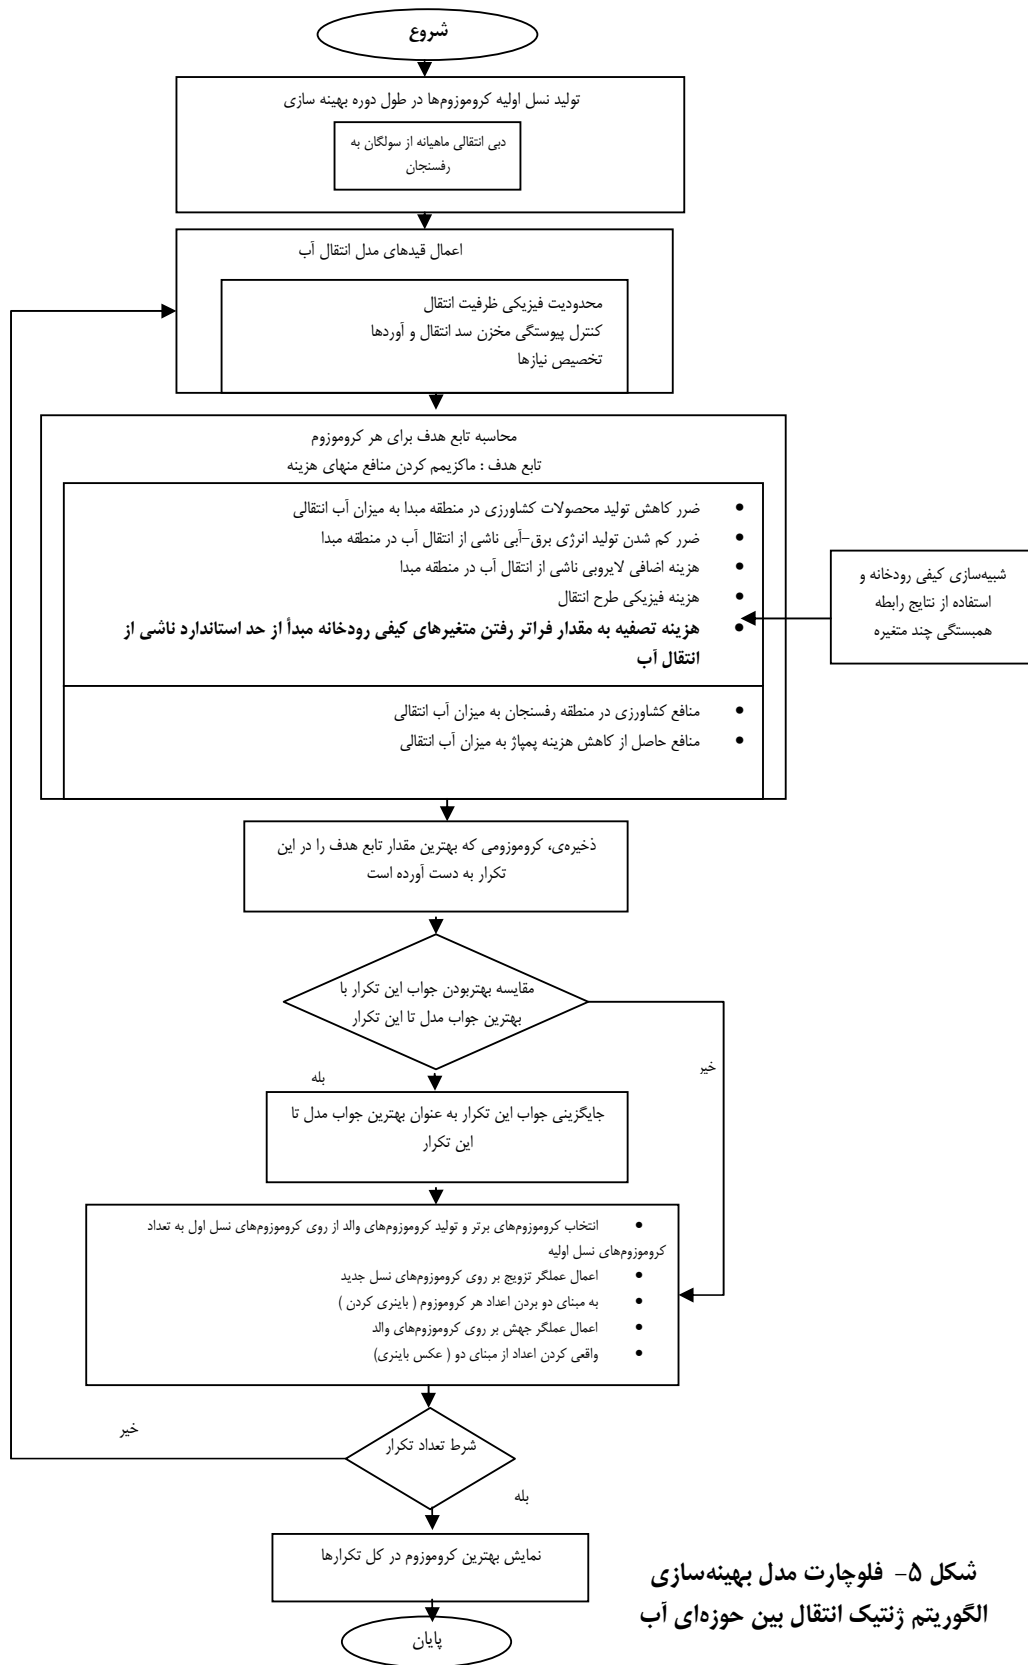 شروع
تولید نسل اولیه کروموزوم‌ها در طول دوره بهینه سازی
دبی انتقالی ماهیانه از سولگان به
رفسنجان
اعمال قیدهای مدل انتقال آب
محدودیت فیزیکی ظرفیت انتقال
کنترل پیوستگی مخزن سد انتقال و آوردها
تخصیص نیازها
محاسبه تابع هدف برای هر کروموزوم
تابع هدف : ماکزیمم کردن منافع منهای هزینه
• ضرر کاهش تولید محصولات کشاورزی در منطقه مبدا به میزان آب انتقالی
• ضرر کم شدن تولید انرژی برق-آبی ناشی از انتقال آب در منطقه مبدا
• هزینه اضافی لایروبی ناشی از انتقال آب در منطقه مبدا
• هزینه فیزیکی طرح انتقال
• هزینه تصفیه به مقدار فراتر رفتن متغیرهای کیفی رودخانه مبدأ از حد استاندارد ناشی از
انتقال آب
شبیه‌سازی کیفی رودخانه و
استفاده از نتایج رابطه
همبستگی چند متغیره
• منافع کشاورزی در منطقه رفسنجان به میزان آب انتقالی
• منافع حاصل از کاهش هزینه پمپاژ به میزان آب انتقالی
ذخیره‌ی، کروموزومی که بهترین مقدار تابع هدف را در این
تکرار به دست آورده است
مقایسه بهتربودن جواب این تکرار با
بهترین جواب مدل تا این تکرار
خیر
بله
جایگزینی جواب این تکرار به عنوان بهترین جواب مدل تا
این تکرار
• انتخاب کروموزوم‌های برتر و تولید کروموزوم‌های والد از روی کروموزوم‌های نسل اول به تعداد
کروموزوم‌های نسل اولیه
• اعمال عملگر تزویج بر روی کروموزوم‌های نسل جدید
• به مبنای دو بردن اعداد هر کروموزوم ( باینری کردن )
• اعمال عملگر جهش بر روی کروموزوم‌های والد
• واقعی کردن اعداد از مبنای دو ( عکس باینری)
خیر
شرط تعداد تکرار
بله
نمایش بهترین کروموزوم در کل تکرارها
پایان
شکل ۵- فلوچارت مدل بهینه‌سازی
الگوریتم ژنتیک انتقال بین حوزه‌ای آب